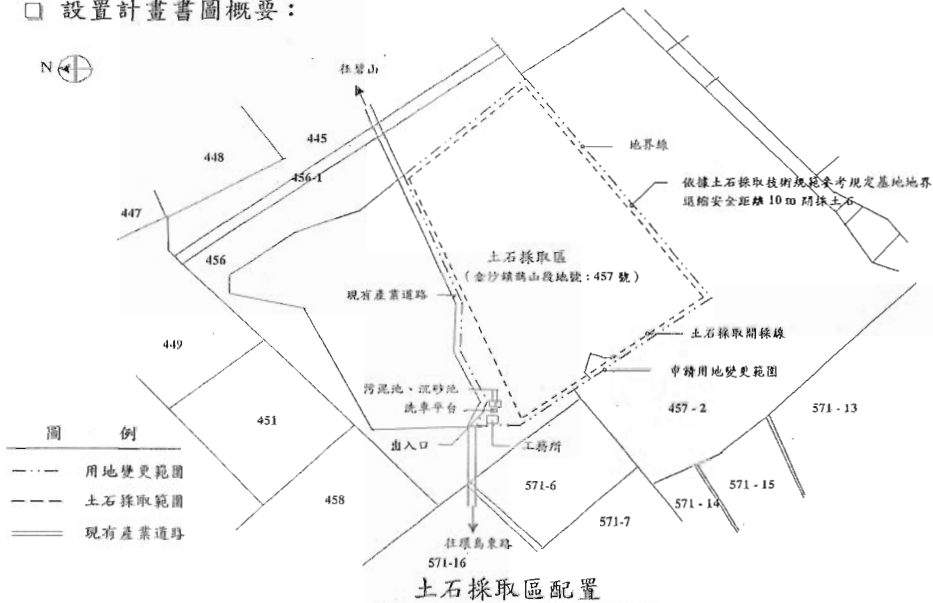 □ 設置計畫書圖概要：
N
往碧山
445
448
地界線
456-1
依據土石採取技術規範參考規定基地地界
退縮安全距離 10 m 開採土石
447
土石採取區
456
(金沙鎮鵲山段地號：457 號)
現有產業道路
土石採取開採線
449
申請用地變更範圍
污泥池、沉砂池
洗車平台
457 - 2
571 - 13
451
出入口
工務所
圖 例
用地變更範圍
土石採取範圍
現有產業道路
458
571-6
571 - 15
571 - 14
571-7
往環島東路
571-16
土石採取區配置